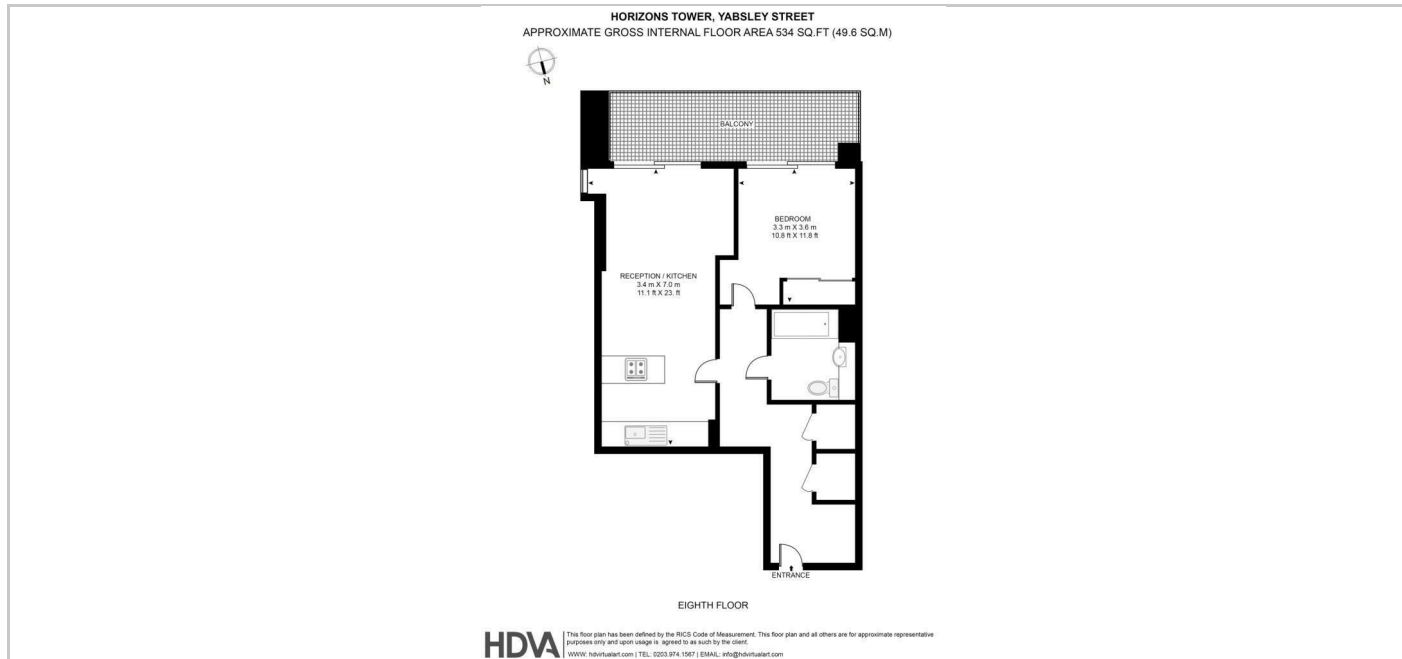 HORIZONS TOWER, YABSLEY STREET
APPROXIMATE GROSS INTERNAL FLOOR AREA 534 SQ.FT (49.6 SQ.M)
N
BALCONY
BEDROOM
3.3 m X 3.6 m
10.8 ft X 11.8 ft
RECEPTION / KITCHEN
3.4 m X 7.0 m
11.1 ft X 23. ft
ENTRANCE
EIGHTH FLOOR
HDVA
This floor plan has been defined by the RICS Code of Measurement. This floor plan and all others are for approximate representative
purposes only and upon usage is agreed to as such by the client.
WWW: hdvirtualart.com | TEL: 0203.974.1567 | EMAIL: info@hdvirtualart.com